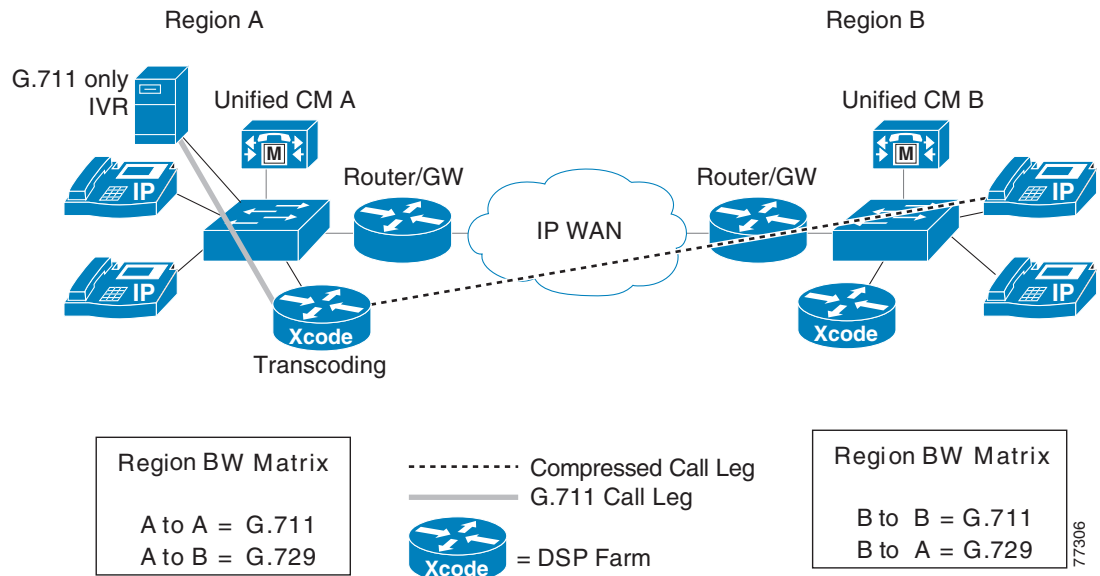 Region A
Region B
G.711 only
IVR
Unified CM A
Unified CM B
M
M
IP
Router/GW
IP WAN
Router/GW
IP
IP
IP
Xcode
Xcode
Transcoding
Region BW Matrix
A to A = G.711
A to B = G.729
Compressed Call Leg
G.711 Call Leg
Xcode
= DSP Farm
Region BW Matrix
B to B = G.711
B to A = G.729
77306